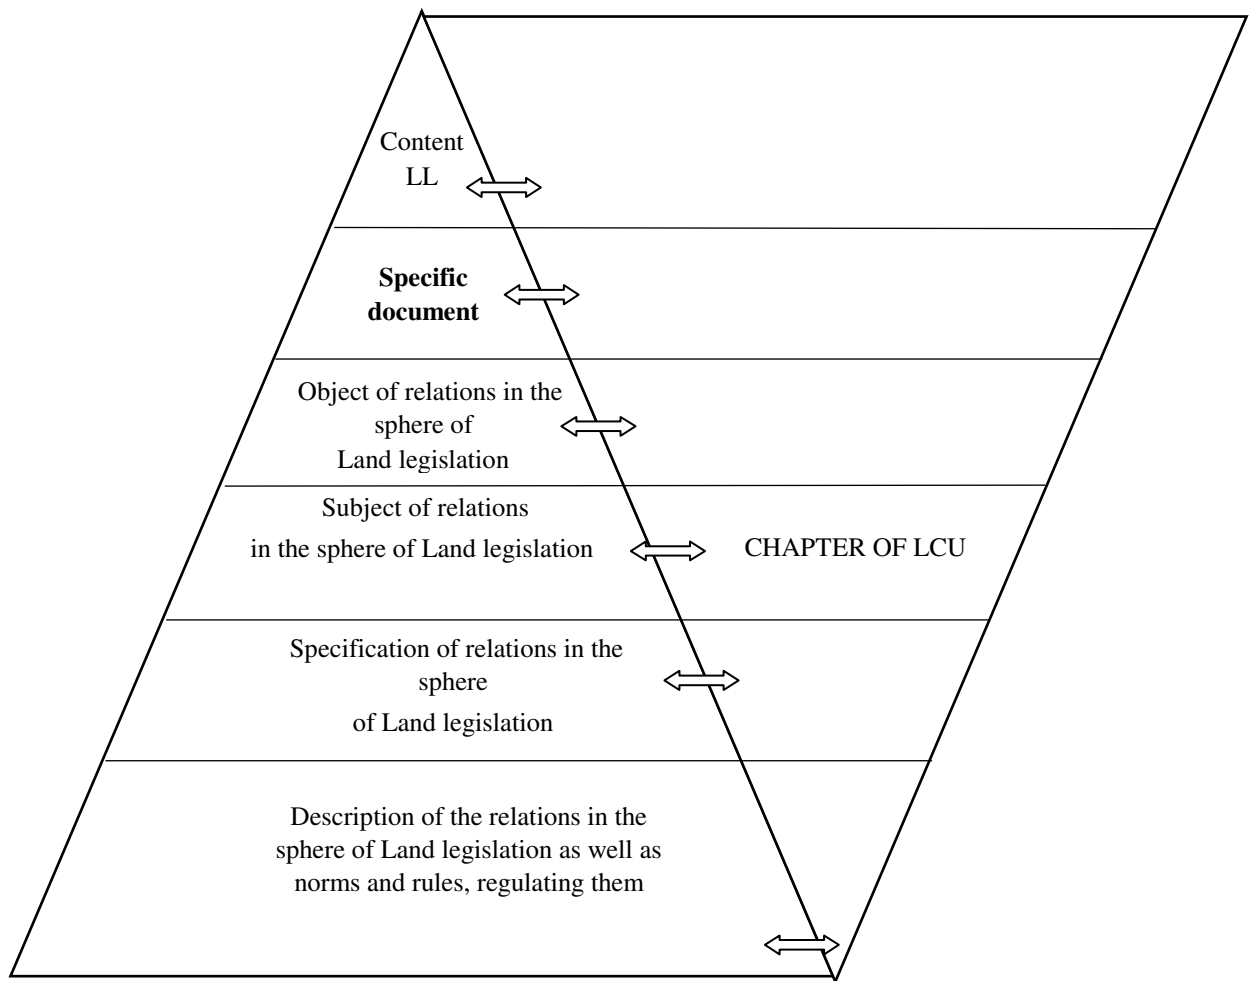 Content
LL
Specific
document
Object of relations in the
sphere of
Land legislation
Subject of relations
in the sphere of Land legislation
CHAPTER OF LCU
Specification of relations in the
sphere
of Land legislation
Description of the relations in the
sphere of Land legislation as well as
norms and rules, regulating them